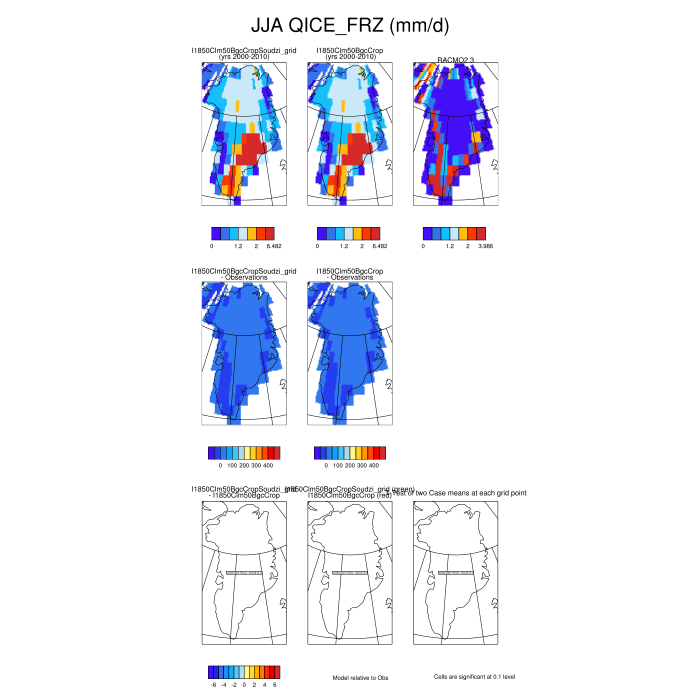 JJA QICE_FRZ (mm/d)
I1850Clm50BgcCropSoudzi_grid
(yrs 2000-2010)
I1850Clm50BgcCrop
(yrs 2000-2010)
RACMO2.3
0 1.2 2 6.482
0 1.2 2 6.482
0 1.2 2 3.986
I1850Clm50BgcCropSoudzi_grid
- Observations
I1850Clm50BgcCrop
- Observations
0 100 200 300 400
0 100 200 300 400
I1850Clm50BgcCropSoudzi_grid
- I1850Clm50BgcCrop
I1850Clm50BgcCropSoudzi_grid (green)
I1850Clm50BgcCrop (red)
Test of two Case means at each grid point
-6 -4 -2 0 2 4 6
Model relative to Obs
Cells are significant at 0.1 level